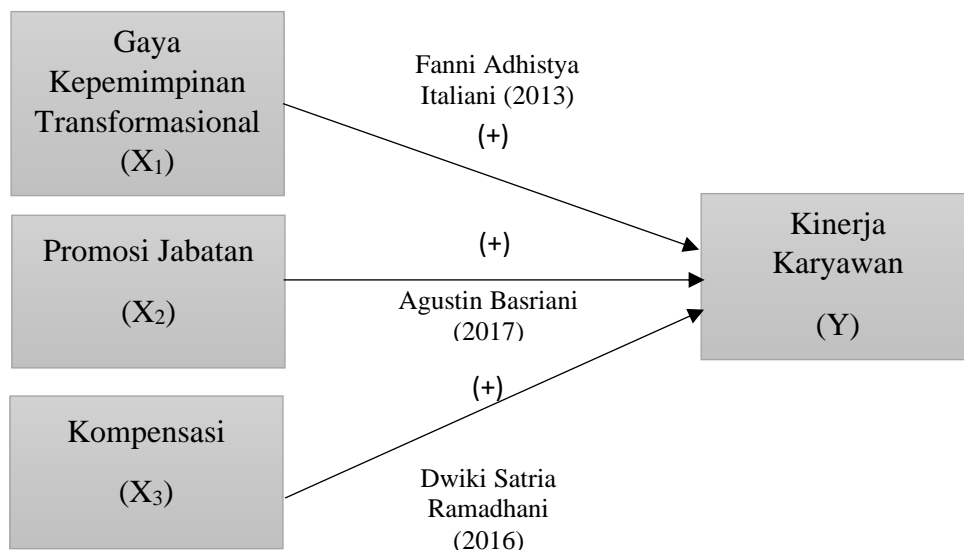 Gaya
Kepemimpinan
Transformasional
(X₁)
Fanni Adhistya
Italiani (2013)
(+)
Promosi Jabatan
(X₂)
(+)
Agustin Basriani
(2017)
Kinerja
Karyawan
(Y)
Kompensasi
(X₃)
(+)
Dwiki Satria
Ramadhani
(2016)